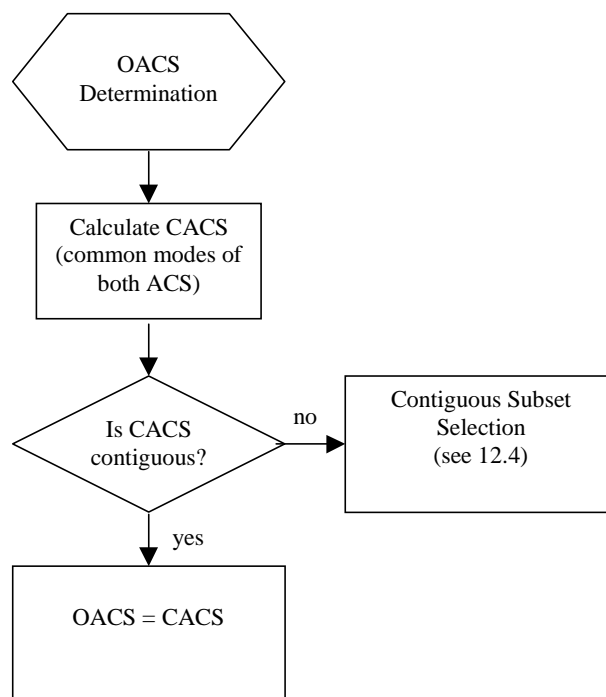 OACS
Determination
Calculate CACS
(common modes of
both ACS)
Is CACS
contiguous?
no
Contiguous Subset
Selection
(see 12.4)
yes
OACS = CACS